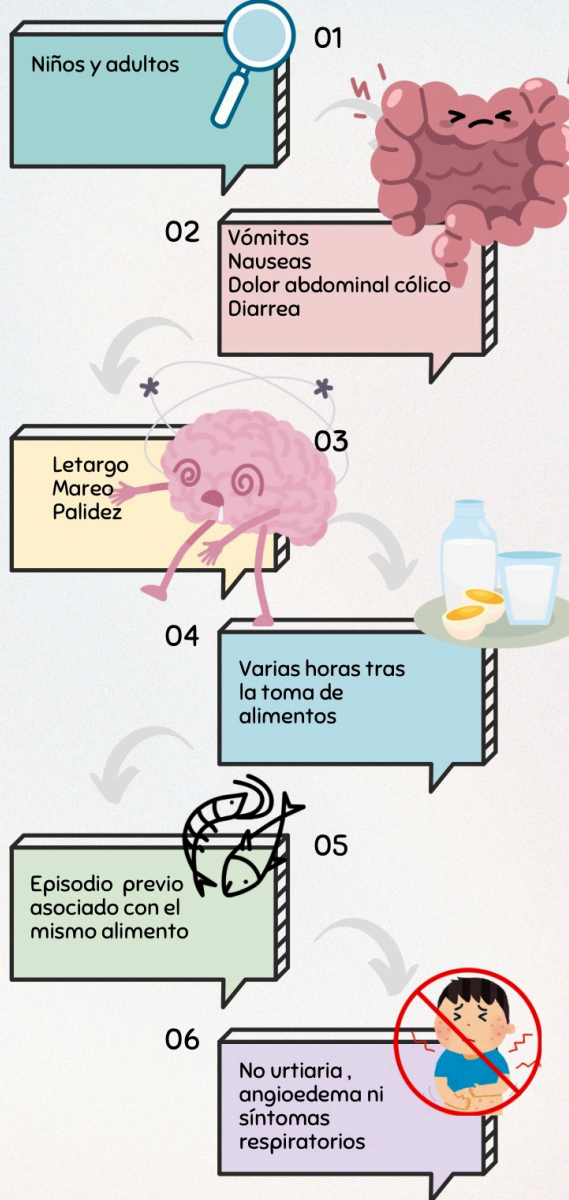 01
Niños y adultos
02
Vómitos
Nauseas
Dolor abdominal cólico
Diarrea
03
Letargo
Mareo
Palidez
04
Varias horas tras
la toma de
alimentos
05
Episodio previo
asociado con el
mismo alimento
06
No urtiaria ,
angioedema ni
síntomas
respiratorios